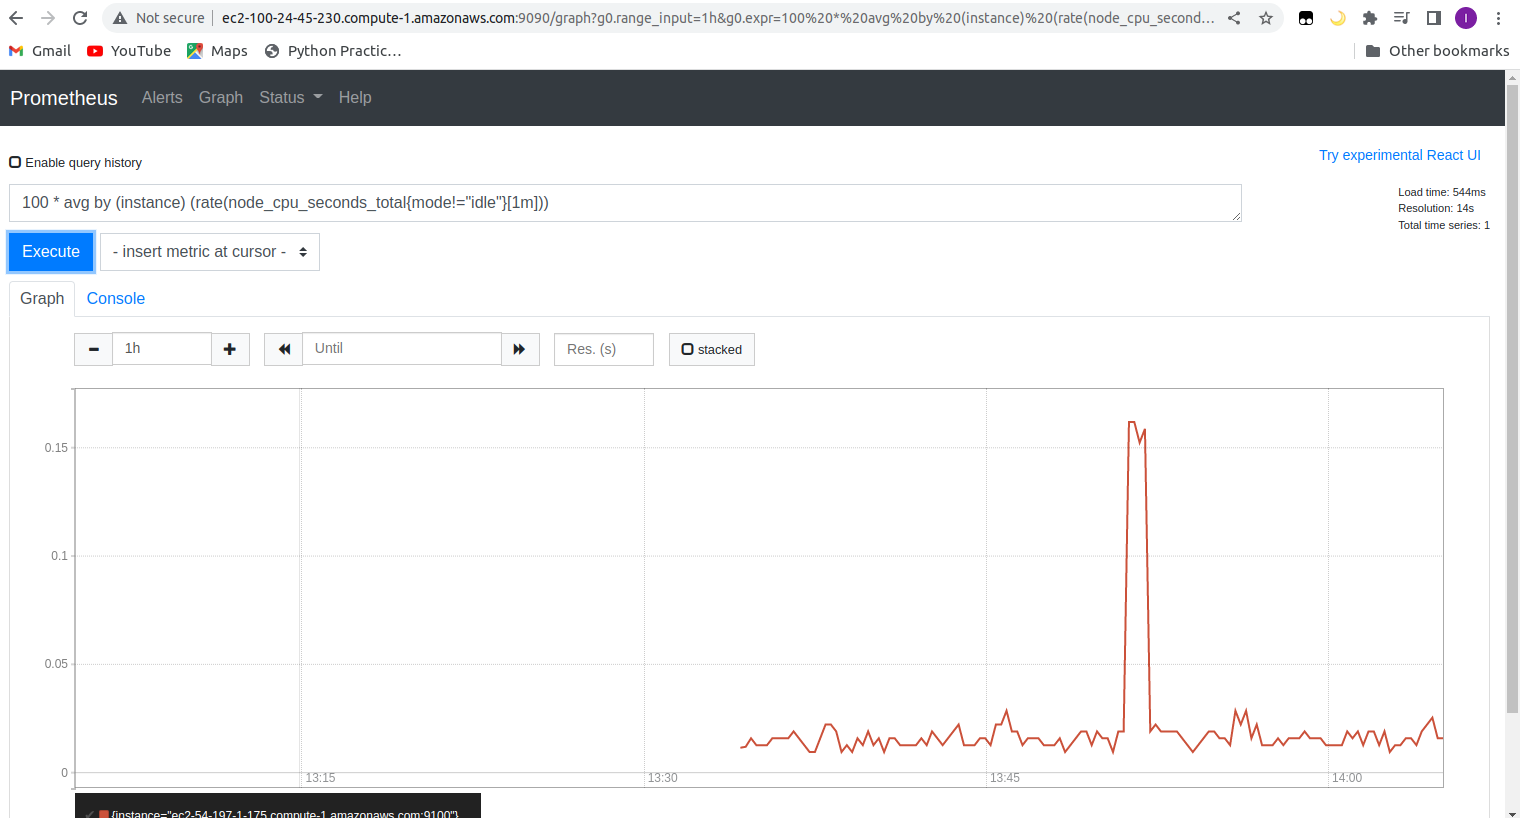 Not secure ec2-100-24-45-230.compute-1.amazonaws.com:9090/graph?g0.range_input=1h&g0.expr=100%20*%20avg%20by%20(instance)%20(rate(node_cpu_second...
I
Gmail YouTube Maps Python Practic... Other bookmarks
Prometheus Alerts Graph Status Help
Enable query history
Try experimental React UI
100 * avg by (instance) (rate(node_cpu_seconds_total{mode!="idle"}[1m]))
Load time: 544ms
Resolution: 14s
Total time series: 1
Execute - insert metric at cursor -
Graph Console
1h Until Res. (s) stacked
0.15
0.1
0.05
0
13:15 13:30 13:45 14:00
{instance="ec2-54-197-1-175.compute-1.amazonaws.com:9100"}